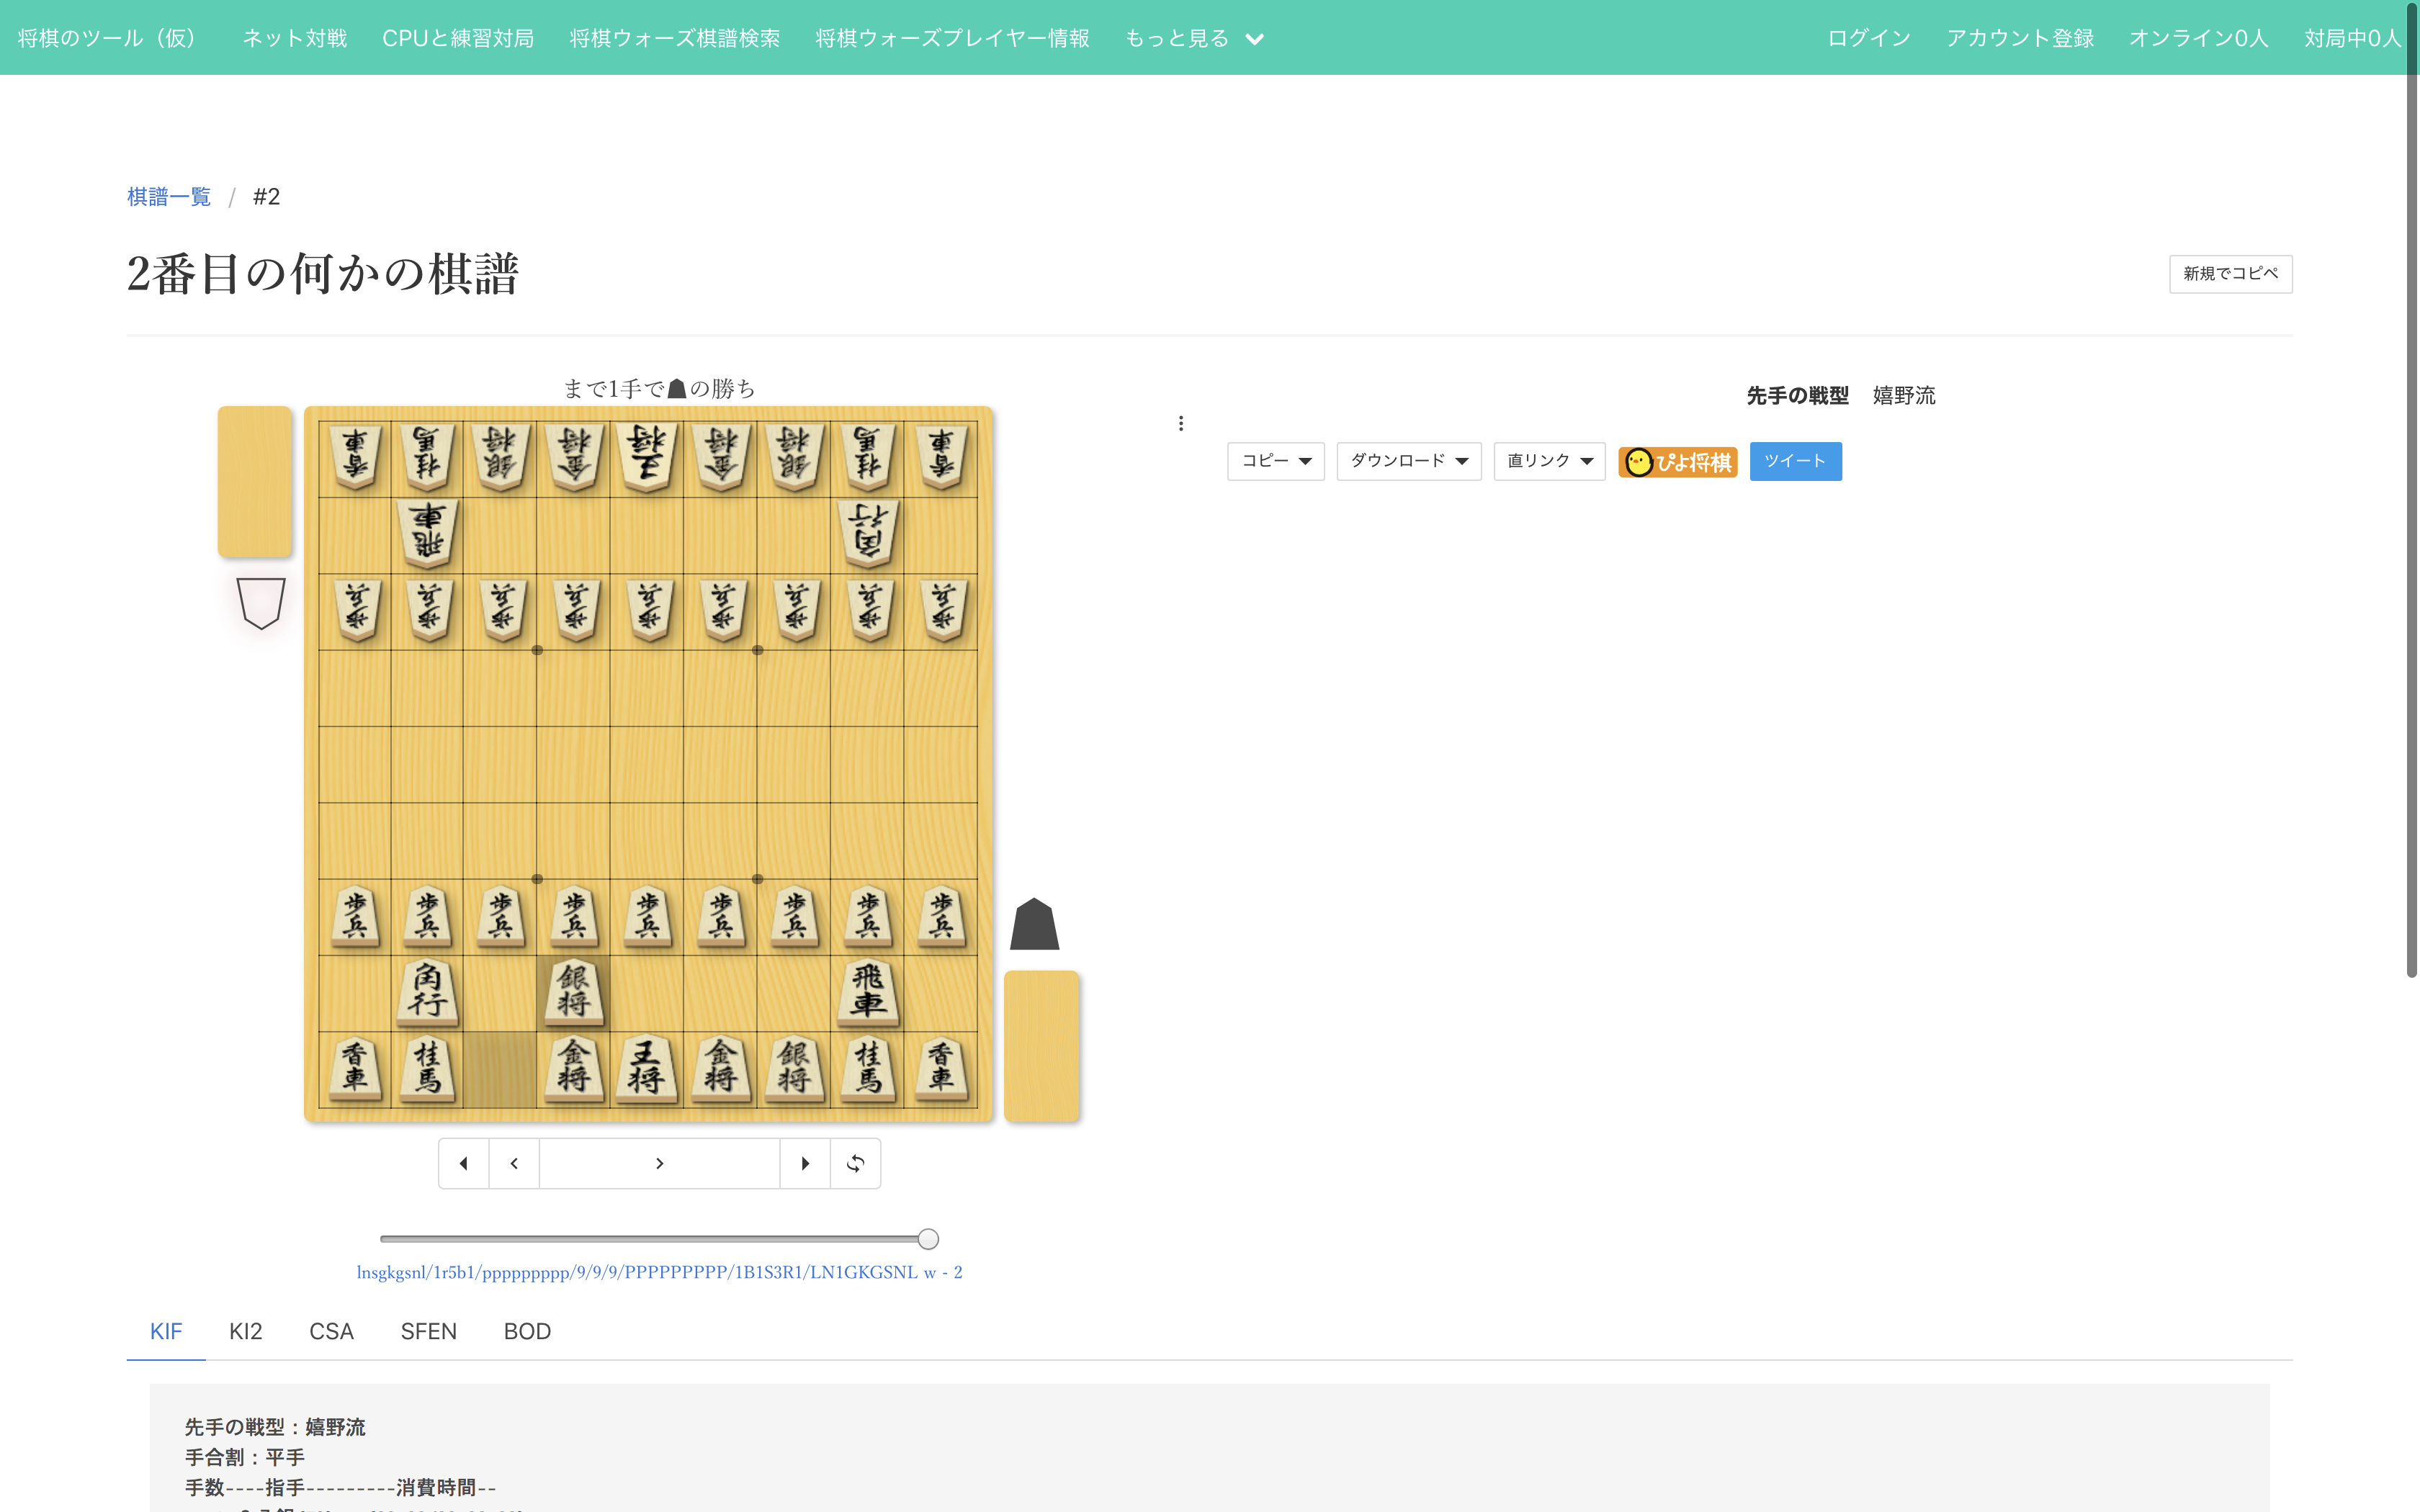 将棋のツール（仮） ネット対戦 CPUと練習対局 将棋ウォーズ棋譜検索 将棋ウォーズプレイヤー情報 もっと見る ログイン アカウント登録 オンライン0人 対局中0人
棋譜一覧 / #2
2番目の何かの棋譜
新規でコピペ
まで1手で☗の勝ち
先手の戦型 嬉野流
コピー ダウンロード 直リンク ぴよ将棋 ツイート
香車 桂馬 銀将 金将 王将 金将 銀将 桂馬 香車
飛車 角行
歩兵 歩兵 歩兵 歩兵 歩兵 歩兵 歩兵 歩兵 歩兵
歩兵 歩兵 歩兵 歩兵 歩兵 歩兵 歩兵 歩兵 歩兵
角行 銀将 飛車
香車 桂馬 金将 王将 金将 銀将 桂馬 香車
lnsgkgsnl/1r5b1/ppppppppp/9/9/9/PPPPPPPPP/1B1S3R1/LN1GKGSNL w - 2
KIF KI2 CSA SFEN BOD
先手の戦型：嬉野流
手合割：平手
手数----指手---------消費時間--